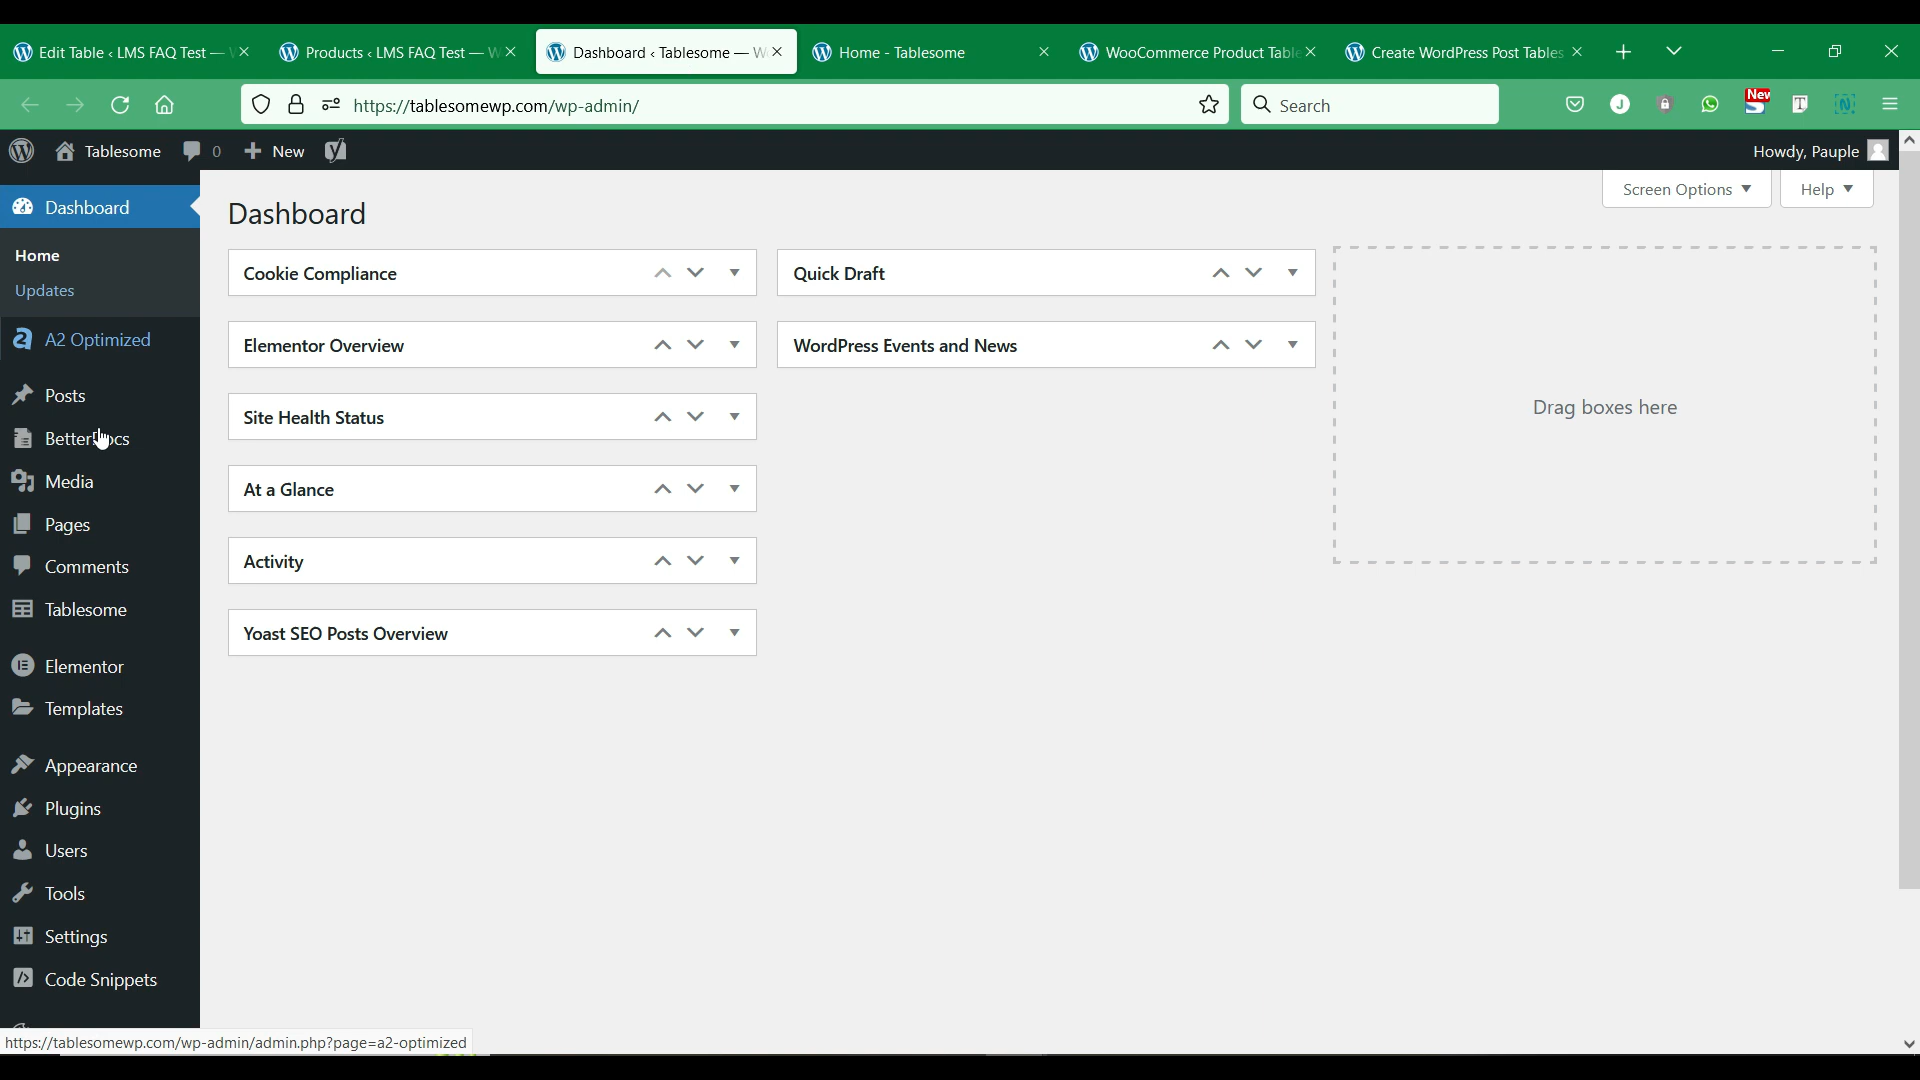 Edit Table ‹ LMS FAQ Test —
Products ‹ LMS FAQ Test — W
Dashboard ‹ Tablesome — W
Home - Tablesome
WooCommerce Product Table
Create WordPress Post Tables
https://tablesomewp.com/wp-admin/
Search
New
Tablesome
0
New
Howdy, Pauple
Screen Options
Help
Dashboard
Home
Updates
A2 Optimized
Posts
Media
Pages
Comments
Tablesome
Elementor
Templates
Appearance
Plugins
Users
Tools
Settings
Code Snippets
Dashboard
Cookie Compliance
Elementor Overview
Site Health Status
At a Glance
Activity
Yoast SEO Posts Overview
Quick Draft
WordPress Events and News
Drag boxes here
https://tablesomewp.com/wp-admin/admin.php?page=a2-optimized